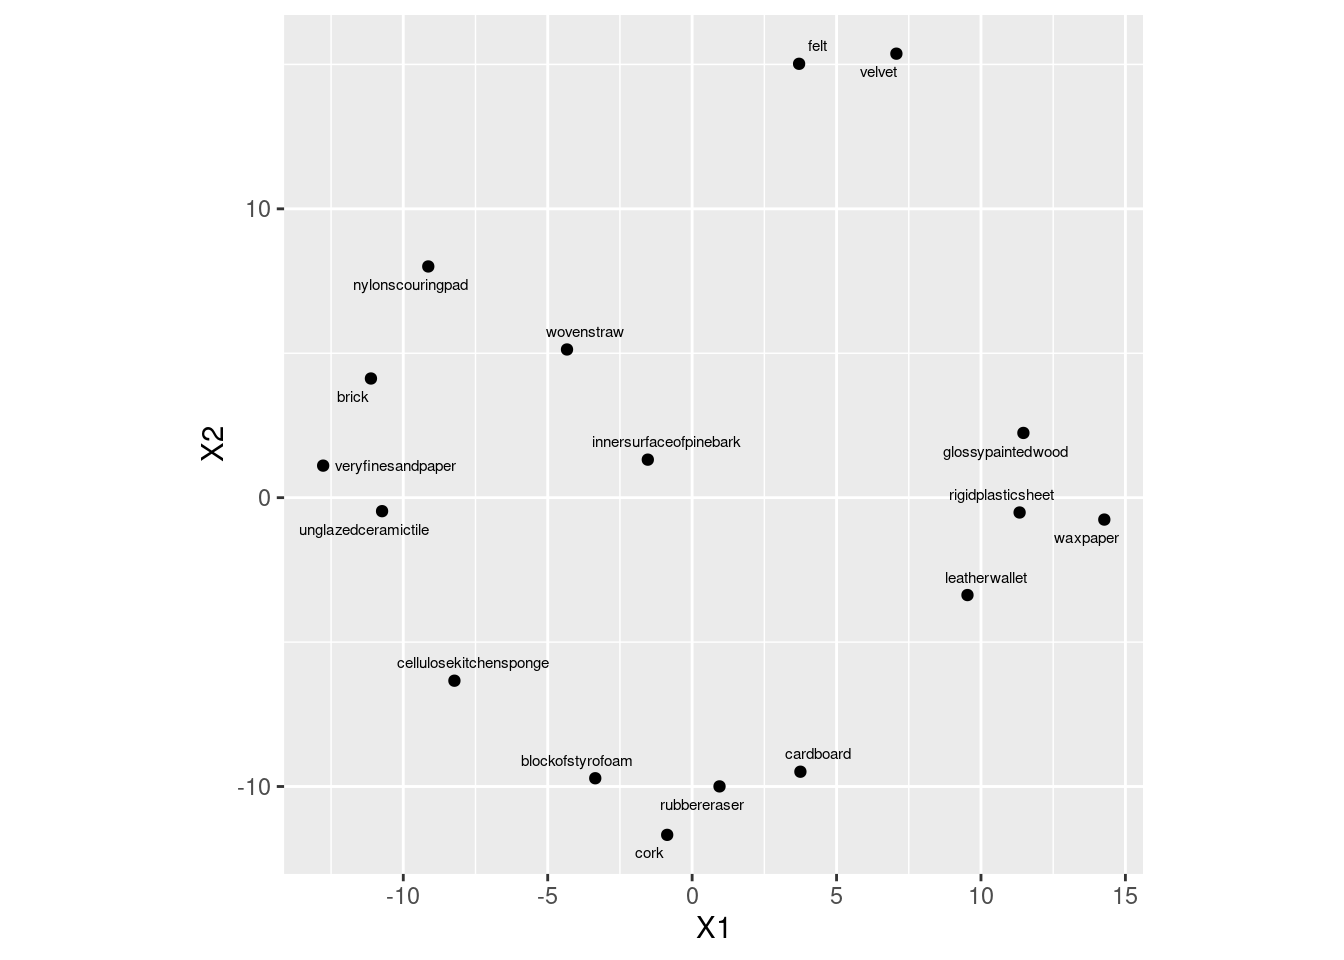 felt
velvet
10
nylonscouringpad
wovenstraw
brick
innersurfaceofpinebark
glossypaintedwood
X2
veryfinesandpaper
0
rigidplasticsheet
unglazedceramictile
waxpaper
leatherwallet
cellulosekitchensponge
blockofstyrofoam
cardboard
-10
rubbereraser
cork
-10 -5 0 5 10 15
X1